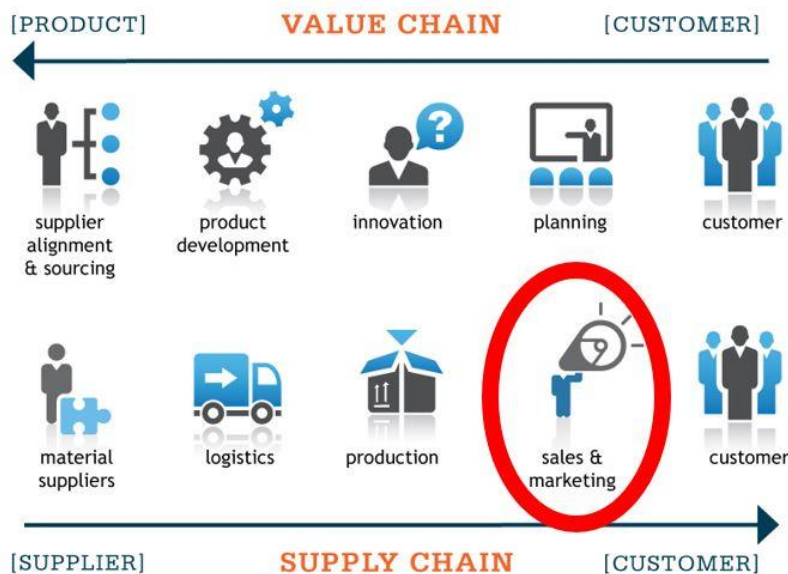 [PRODUCT] VALUE CHAIN [CUSTOMER]
?
supplier
alignment
& sourcing
product
development
innovation
planning
customer
material
suppliers
logistics
production
sales &
marketing
customer
[SUPPLIER] SUPPLY CHAIN [CUSTOMER]